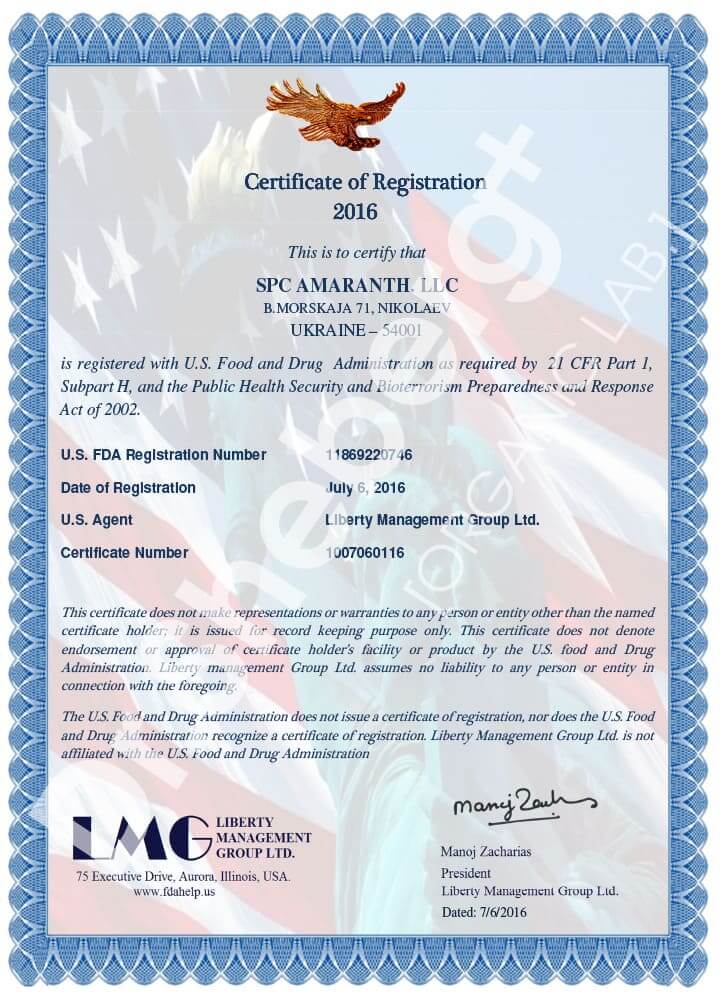 Certificate of Registration
2016
This is to certify that
SPC AMARANTH, LLC
B.MORSKAJA 71, NIKOLAEV
UKRAINE – 54001
is registered with U.S. Food and Drug Administration as required by 21 CFR Part 1,
Subpart H, and the Public Health Security and Bioterrorism Preparedness and Response
Act of 2002.
U.S. FDA Registration Number 11869220746
Date of Registration July 6, 2016
U.S. Agent Liberty Management Group Ltd.
Certificate Number 1007060116
This certificate does not make representations or warranties to any person or entity other than the named
certificate holder; it is issued for record keeping purpose only. This certificate does not denote
endorsement or approval of certificate holder's facility or product by the U.S. food and Drug
Administration. Liberty management Group Ltd. assumes no liability to any person or entity in
connection with the foregoing.
The U.S. Food and Drug Administration does not issue a certificate of registration, nor does the U.S. Food
and Drug Administration recognize a certificate of registration. Liberty Management Group Ltd. is not
affiliated with the U.S. Food and Drug Administration
Manoj Zach
LMG LIBERTY
MANAGEMENT
GROUP LTD.
75 Executive Drive, Aurora, Illinois, USA.
www.fdahelp.us
Manoj Zacharias
President
Liberty Management Group Ltd.
Dated: 7/6/2016
[ORGANIC LAB.]